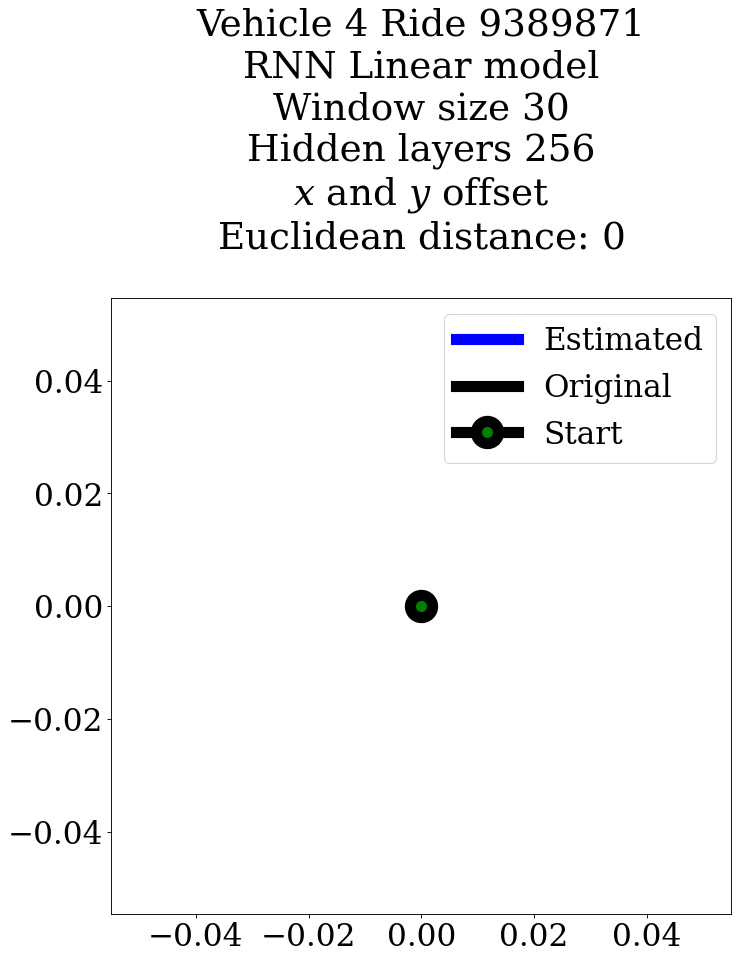 Vehicle 4 Ride 9389871
RNN Linear model
Window size 30
Hidden layers 256
x and y offset
Euclidean distance: 0
Estimated
Original
Start
0.04
0.02
0.00
−0.02
−0.04
−0.04 −0.02 0.00 0.02 0.04